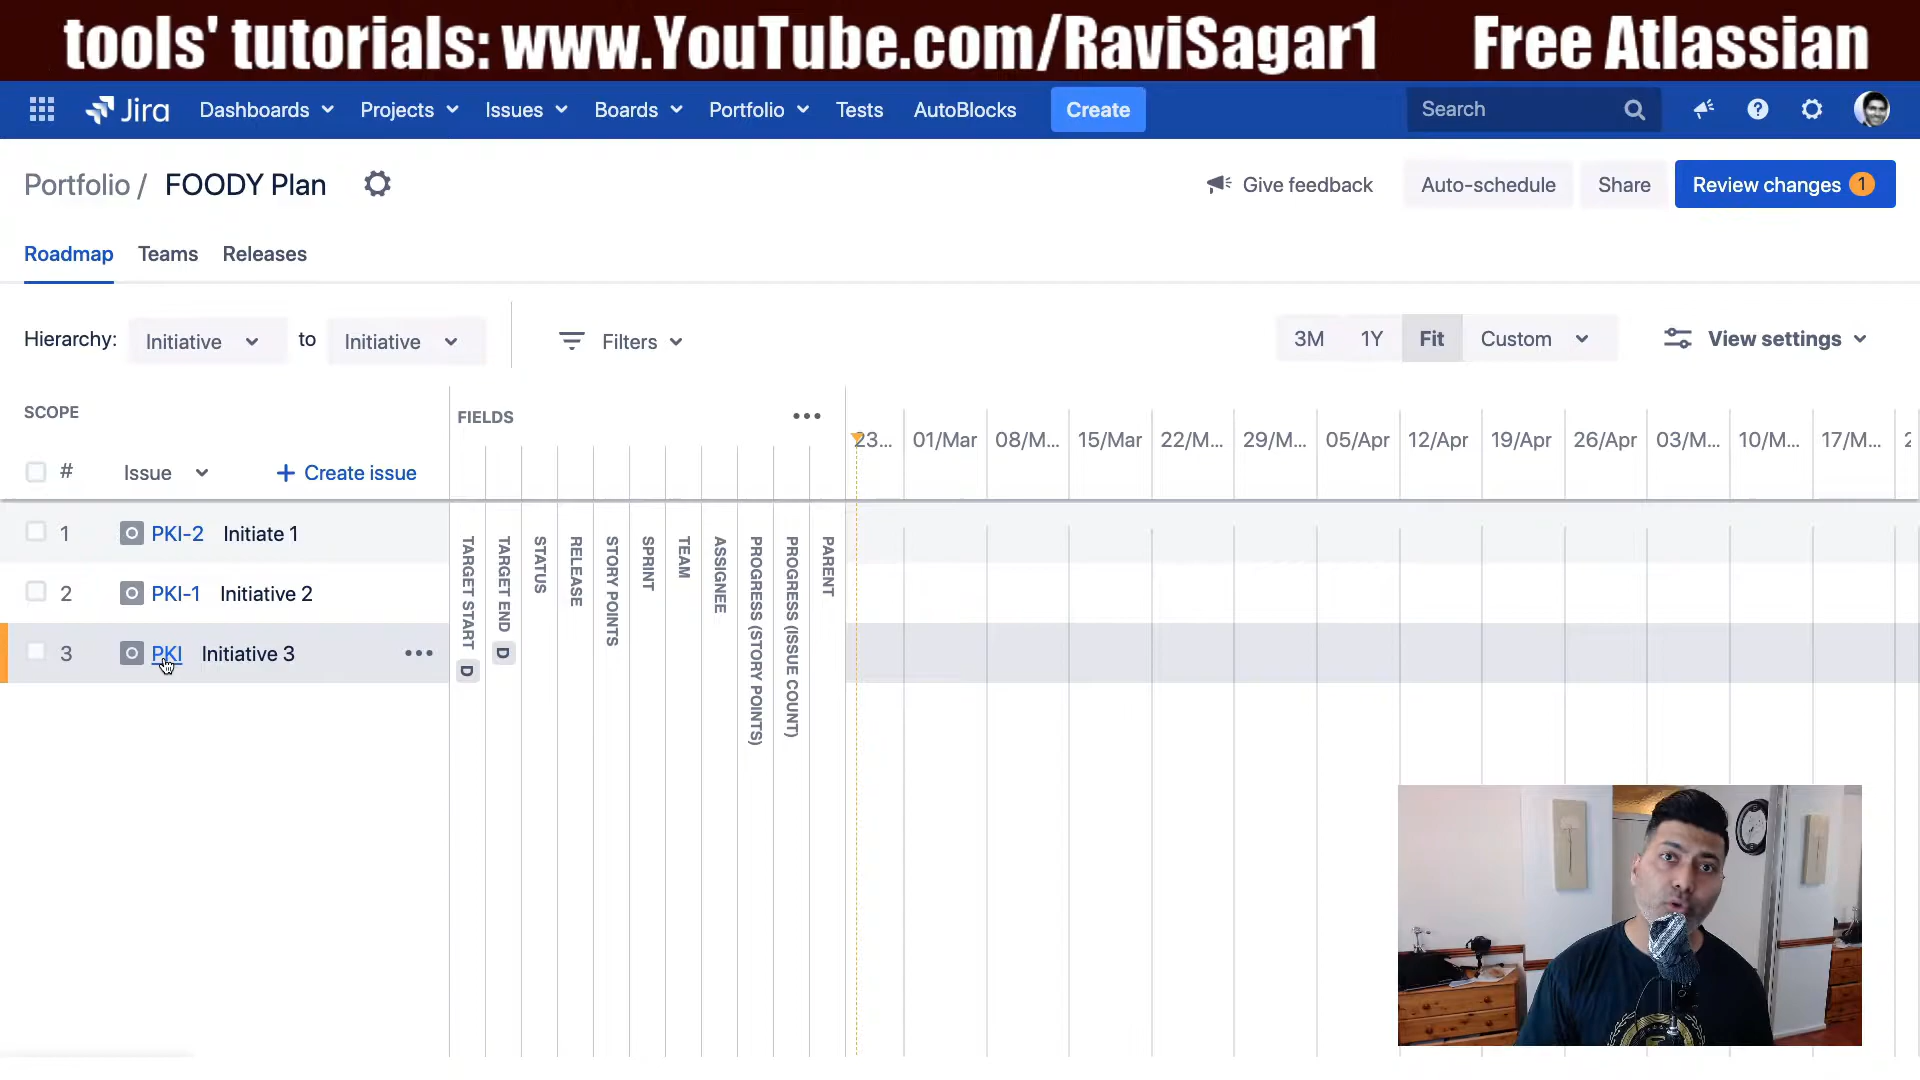 tools' tutorials: www.YouTube.com/RaviSagar1 Free Atlassian
Jira Dashboards Projects Issues Boards Portfolio Tests AutoBlocks Create Search
Portfolio / FOODY Plan Give feedback Auto-schedule Share Review changes 1
Roadmap Teams Releases
Hierarchy: Initiative to Initiative Filters 3M 1Y Fit Custom View settings
SCOPE FIELDS
23... 01/Mar 08/M... 15/Mar 22/M... 29/M... 05/Apr 12/Apr 19/Apr 26/Apr 03/M... 10/M... 17/M... 2
# Issue + Create issue
1 PKI-2 Initiate 1
2 PKI-1 Initiative 2
3 PKI Initiative 3
TARGET START D
TARGET END D
STATUS
RELEASE
STORY POINTS
SPRINT
TEAM
ASSIGNEE
PROGRESS (STORY POINTS)
PROGRESS (ISSUE COUNT)
PARENT